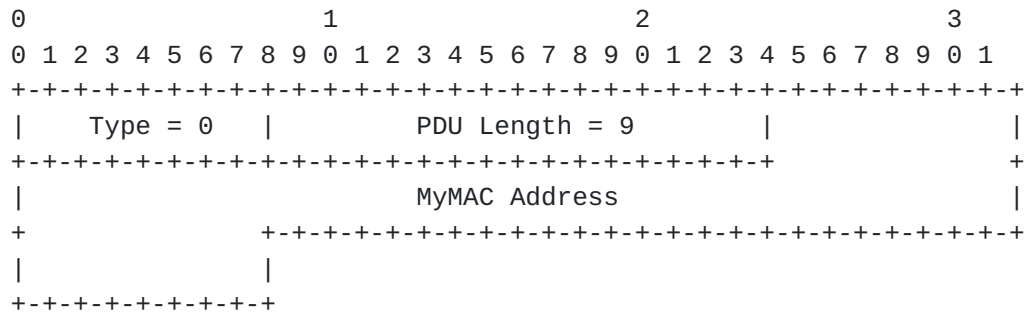 0                   1                   2                   3
0 1 2 3 4 5 6 7 8 9 0 1 2 3 4 5 6 7 8 9 0 1 2 3 4 5 6 7 8 9 0 1
+-+-+-+-+-+-+-+-+-+-+-+-+-+-+-+-+-+-+-+-+-+-+-+-+-+-+-+-+-+-+-+-+
|    Type = 0   |         PDU Length = 9        |               |
+-+-+-+-+-+-+-+-+-+-+-+-+-+-+-+-+-+-+-+-+-+-+-+-+               +
|                         MyMAC Address                         |
+               +-+-+-+-+-+-+-+-+-+-+-+-+-+-+-+-+-+-+-+-+-+-+-+-+
|               |
+-+-+-+-+-+-+-+-+